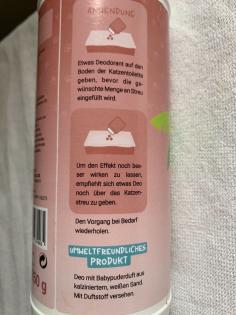 ANWENDUNG
Etwas Deodorant auf den
Boden der Katzentoilette
geben, bevor die ge-
wünschte Menge an Streu
eingefüllt wird.
Um den Effekt noch bes-
ser wirken zu lassen,
empfiehlt sich etwas Deo
noch über das Katzen-
streu zu geben.
Den Vorgang bei Bedarf
wiederholen.
UMWELTFREUNDLICHES
PRODUKT
50 g
Deo mit Babypuderduft aus
kalziniertem, weißen Sand.
Mit Duftstoff versehen.